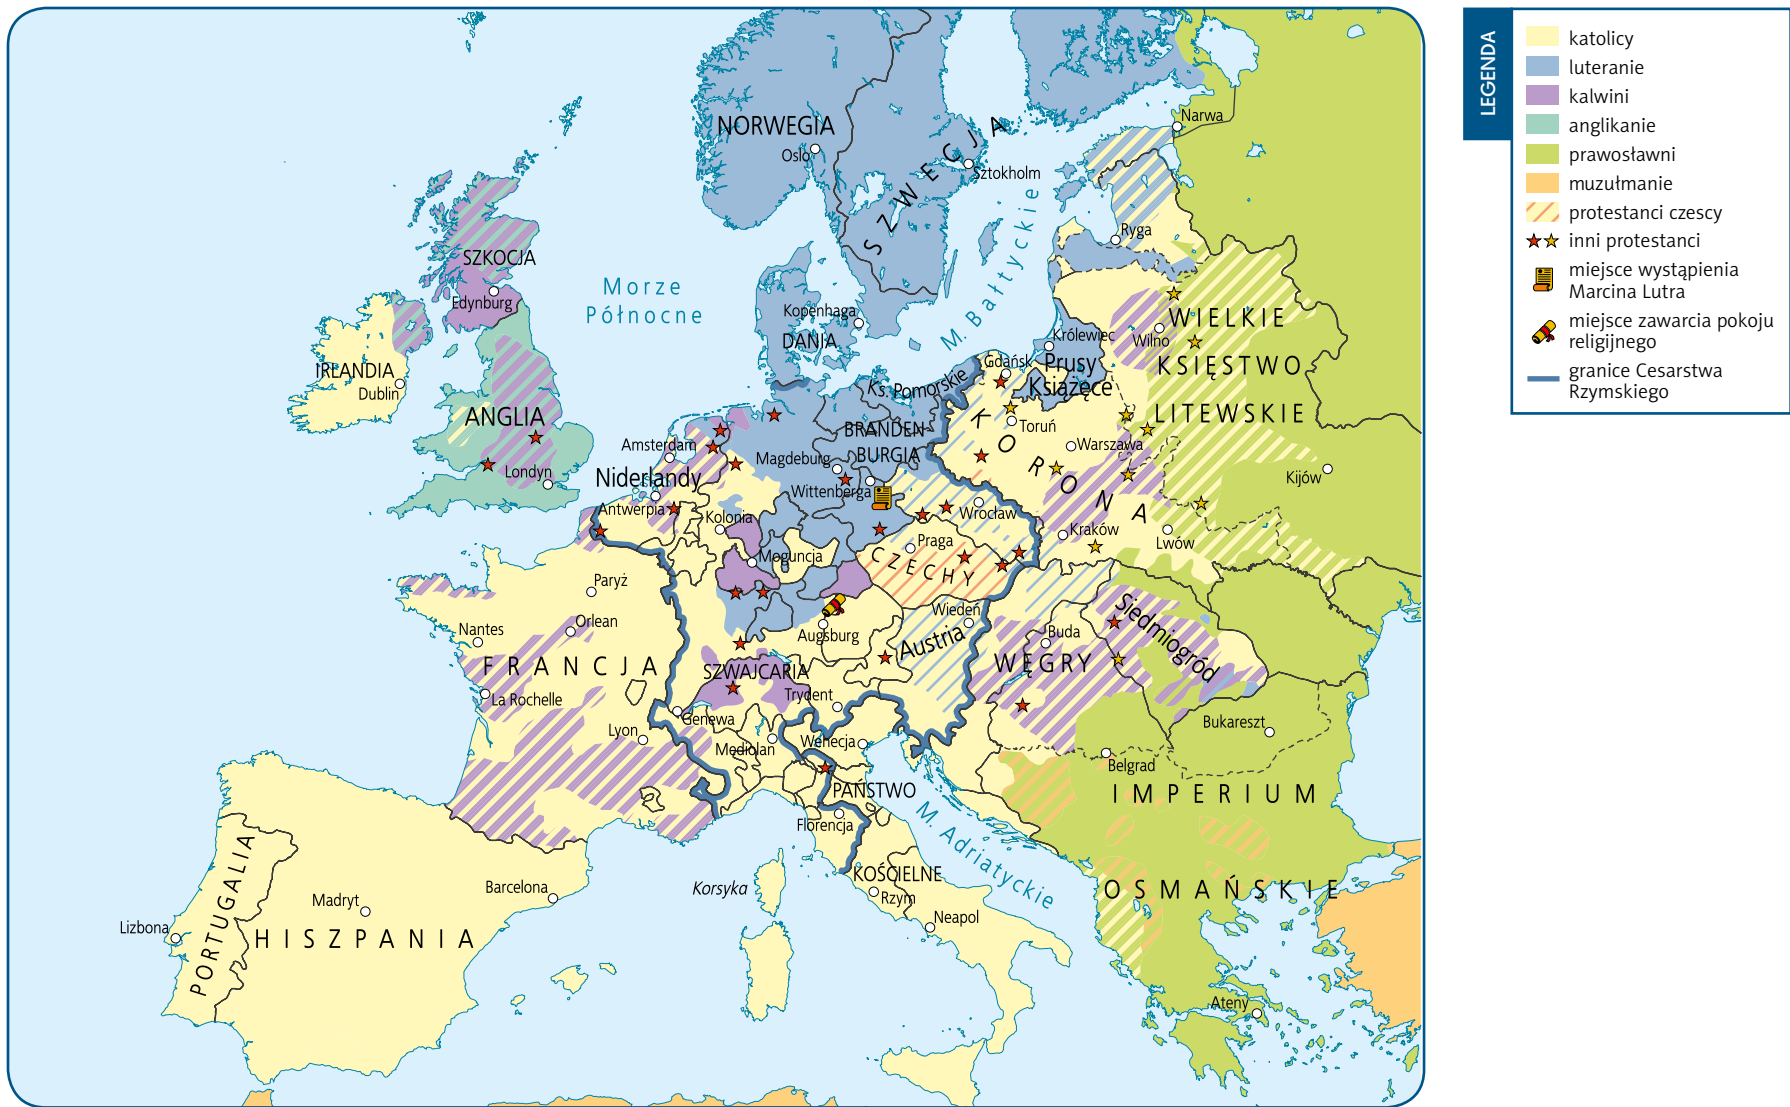 NORWEGIA
Oslo
SZWECJA
Sztokholm
Narwa
Ryga
M. Bałtyckie
SZKOCJA
Edynburg
Morze
Północne
Kopenhaga
DANIA
IRLANDIA
Dublin
ANGLIA
Londyn
Królewiec
Prusy
Książęce
Gdańsk
Ks. Pomorskie
Wilno
WIELKIE
KSIĘSTWO
LITEWSKIE
Toruń
KORONA
Warszawa
Kijów
Kraków
Lwów
BRANDEN-
BURGIA
Magdeburg
Wittenberga
Amsterdam
Niderlandy
Antwerpia
Kolonia
Moguncja
Wrocław
Praga
CZECHY
Paryż
Orlean
Nantes
FRANCJA
La Rochelle
Lyon
Augsburg
Wiedeń
Austria
Buda
WĘGRY
Siedmiogród
SZWAJCARIA
Genewa
Trydent
Mediolan
Wenecja
Bukareszt
Belgrad
PAŃSTWO
KOŚCIELNE
Florencja
Rzym
Neapol
M. Adriatyckie
IMPERIUM
OSMAŃSKIE
Ateny
Korsyka
Barcelona
Madryt
HISZPANIA
PORTUGALIA
Lizbona
LEGENDA
katolicy
luteranie
kalwini
anglikanie
prawosławni
muzułmanie
protestanci czescy
inni protestanci
miejsce wystąpienia
Marcina Lutra
miejsce zawarcia pokoju
religijnego
granice Cesarstwa
Rzymskiego